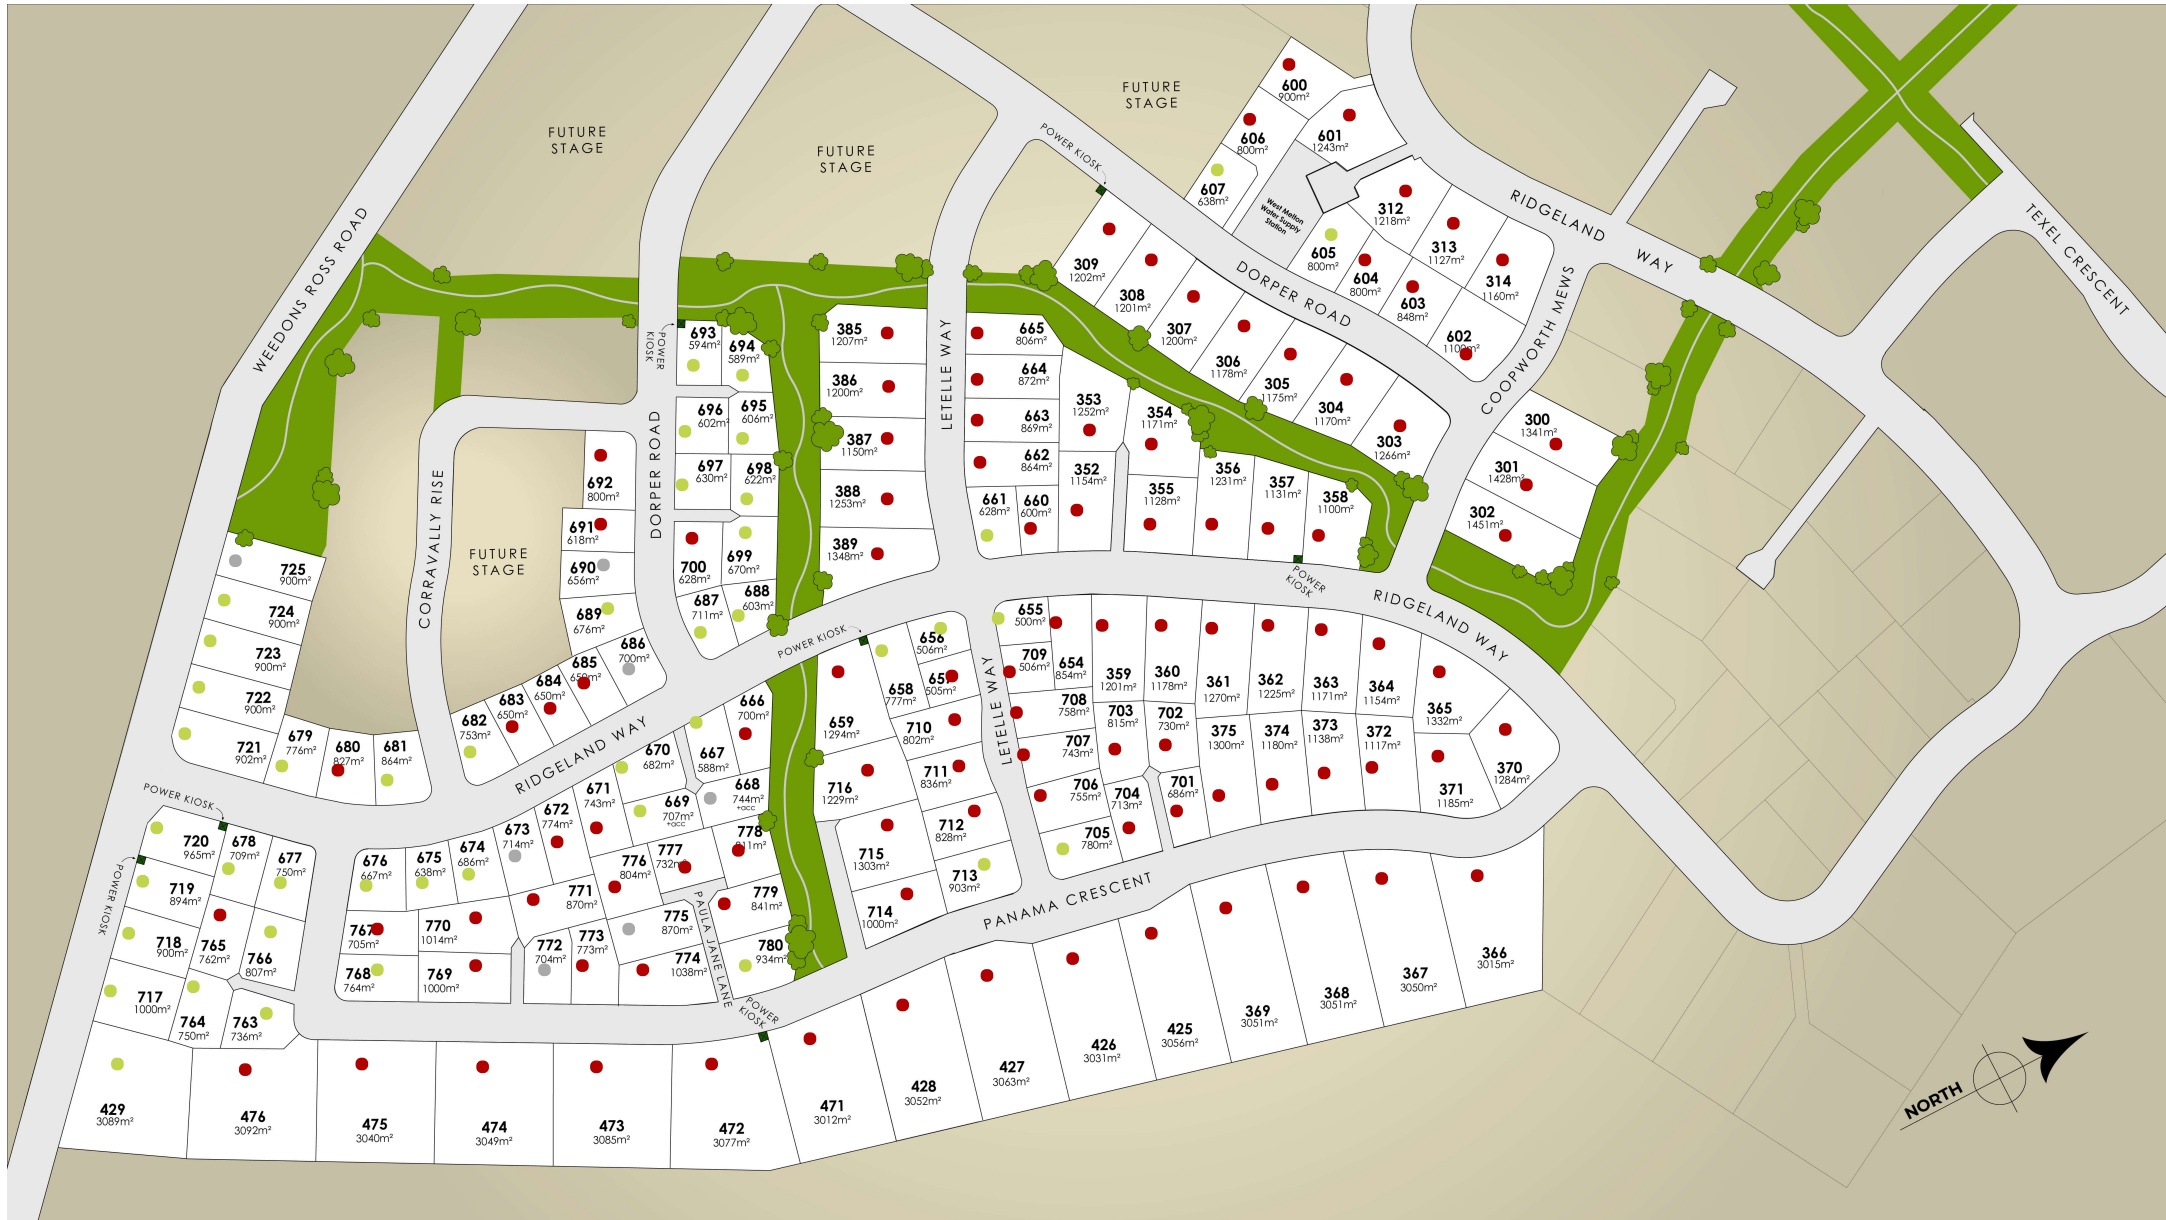 FUTURE
STAGE
FUTURE
STAGE
FUTURE
STAGE
FUTURE
STAGE
WEEDONS ROSS ROAD
CORRAVALLY RISE
DORPER ROAD
LETELLE WAY
DORPER ROAD
COOPWORTH MEWS
RIDGELAND WAY
TEXEL CRESCENT
RIDGELAND WAY
RIDGELAND WAY
LETELLE WAY
PANAMA CRESCENT
PAULA JANE LANE
POWER KIOSK
POWER
KIOSK
POWER
KIOSK
POWER KIOSK
POWER KIOSK
POWER KIOSK
POWER
KIOSK
West Melton
Water Supply
Station
600
900m²
601
1243m²
606
800m²
607
638m²
312
1218m²
313
1127m²
314
1160m²
605
800m²
604
800m²
603
848m²
602
309
1202m²
308
1201m²
307
1200m²
306
1178m²
305
1175m²
304
1170m²
303
1266m²
300
1341m²
301
1428m²
302
1451m²
693
594m²
694
589m²
696
602m²
695
606m²
697
630m²
698
622m²
699
670m²
700
628m²
687
711m²
688
603m²
385
1207m²
386
1200m²
387
1150m²
388
1253m²
389
1348m²
665
806m²
664
872m²
663
869m²
662
864m²
661
628m²
660
600m²
353
1252m²
352
1154m²
354
1171m²
355
1128m²
356
1231m²
357
1131m²
358
1100m²
692
800m²
691
618m²
690
656m²
689
676m²
686
700m²
685
684
650m²
683
650m²
682
753m²
725
900m²
724
900m²
723
900m²
722
900m²
721
902m²
679
776m²
680
827m²
681
864m²
655
500m²
656
506m²
505m²
658
777m²
659
1294m²
709
506m²
654
854m²
708
758m²
707
743m²
706
755m²
705
780m²
704
713m²
703
815m²
702
730m²
701
686m²
359
1201m²
360
1178m²
361
1270m²
362
1225m²
363
1171m²
364
1154m²
365
1332m²
370
1284m²
371
1185m²
372
1117m²
373
1138m²
374
1180m²
375
1300m²
710
802m²
711
836m²
712
828m²
713
903m²
714
1000m²
715
1303m²
716
1229m²
666
700m²
667
588m²
668
744m²
+acc
669
707m²
+acc
670
682m²
671
743m²
672
774m²
673
714m²
674
686m²
675
638m²
676
667m²
677
750m²
678
709m²
720
965m²
719
894m²
718
900m²
717
1000m²
765
762m²
766
807m²
764
750m²
763
736m²
767
705m²
768
764m²
770
1014m²
769
1000m²
771
870m²
772
704m²
773
773m²
774
1038m²
775
870m²
776
804m²
777
732m²
778
779
841m²
780
934m²
429
3089m²
476
3092m²
475
3040m²
474
3049m²
473
3085m²
472
3077m²
471
3012m²
428
3052m²
427
3063m²
426
3031m²
425
3056m²
369
3051m²
368
3051m²
367
3050m²
366
3015m²
NORTH